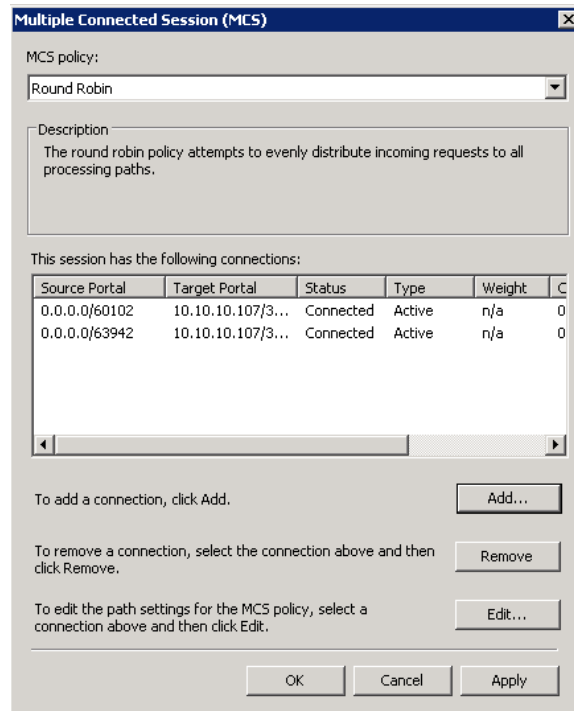 Multiple Connected Session (MCS)
MCS policy:
Round Robin
Description
The round robin policy attempts to evenly distribute incoming requests to all
processing paths.
This session has the following connections:
Source Portal Target Portal Status Type Weight C
0.0.0.0/60102 10.10.10.107/3... Connected Active n/a 0
0.0.0.0/63942 10.10.10.107/3... Connected Active n/a 0
To add a connection, click Add.
Add...
To remove a connection, select the connection above and then
click Remove.
Remove
To edit the path settings for the MCS policy, select a
connection above and then click Edit.
Edit...
OK Cancel Apply